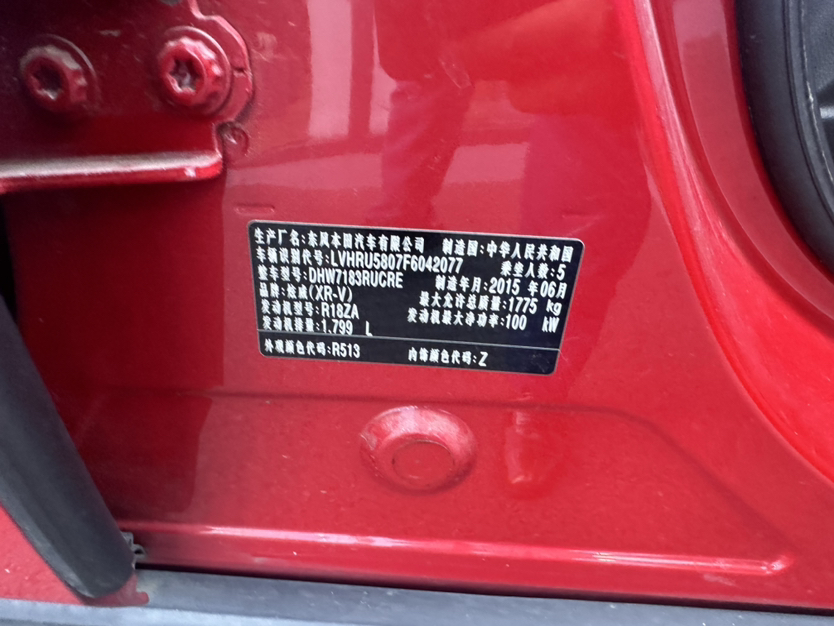 生产厂名:东风本田汽车有限公司 制造国:中华人民共和国
车辆识别代号:LVHRU5807F6042077 乘坐人数:5
整车型号:DHW7183RUCRE 制造年月:2015 年06月
品牌:炫威(XR-V) 最大允许总质量:1775 kg
发动机型号:R18ZA 发动机最大净功率:100 kW
发动机排量:1.799 L
外观颜色代码:R513 内饰颜色代码:Z